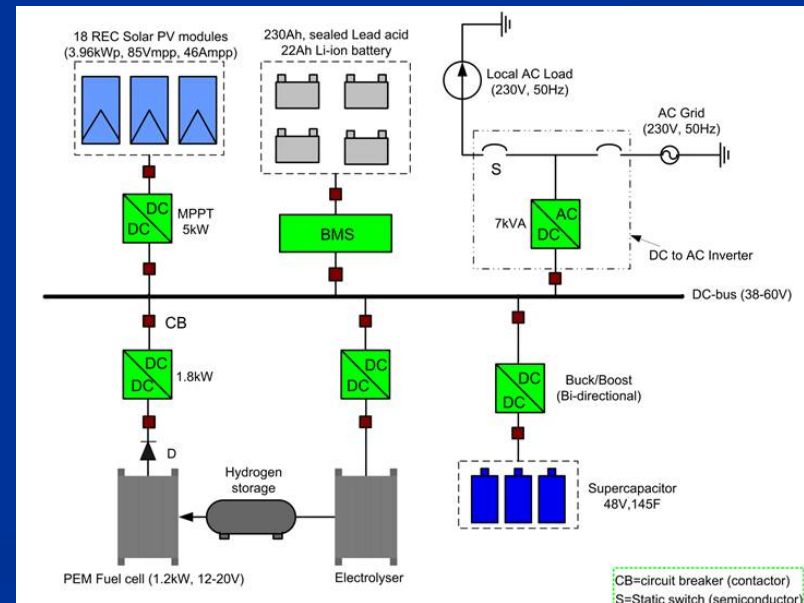 18 REC Solar PV modules
(3.96kWp, 85Vmpp, 46Ampp)
230Ah, sealed Lead acid
22Ah Li-ion battery
Local AC Load
(230V, 50Hz)
AC Grid
(230V, 50Hz)
S
DC
DC
MPPT
5kW
BMS
7kVA
AC
DC
DC to AC Inverter
DC-bus (38-60V)
CB
DC
DC
1.8kW
DC
DC
DC
DC
Buck/Boost
(Bi-directional)
D
Hydrogen
storage
Supercapacitor
48V,145F
PEM Fuel cell (1.2kW, 12-20V)
Electrolyser
CB=circuit breaker (contactor)
S=Static switch (semiconductor)